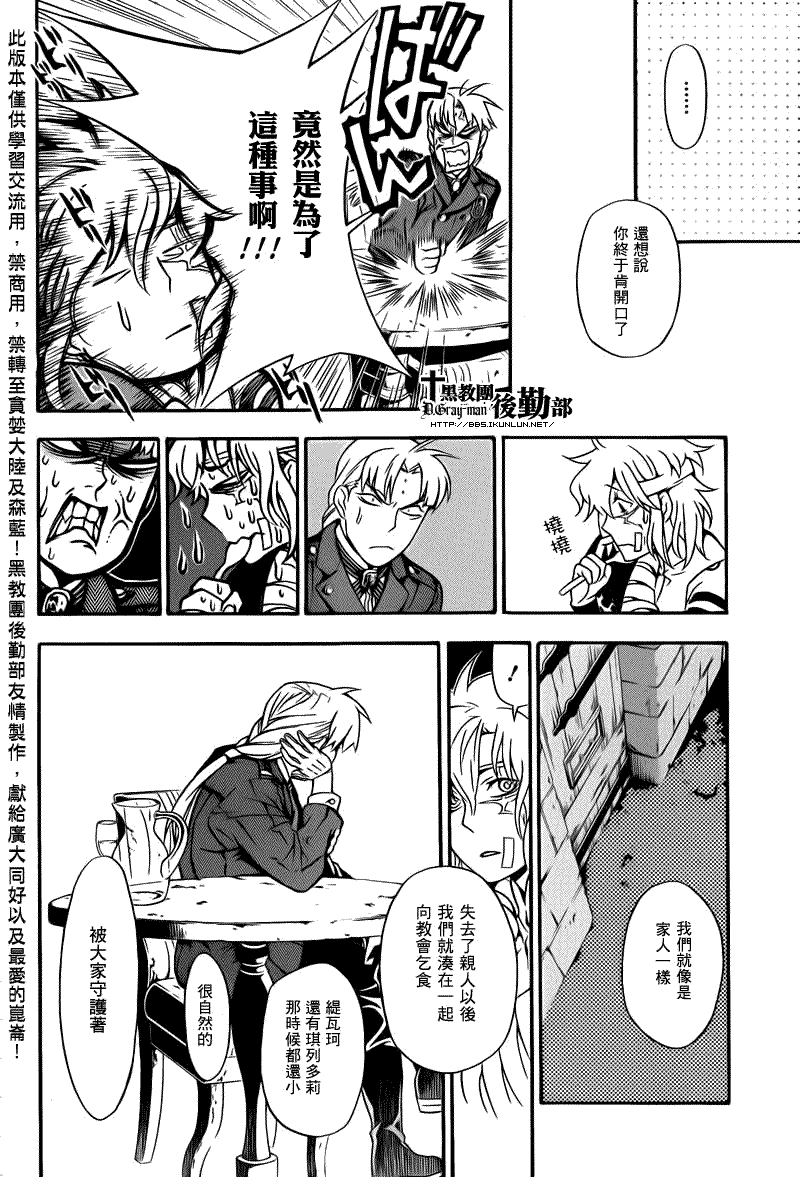 ……
還想說
你終于肯開口了
ばん
竟然是為了
這種事啊
!!!
黑教團
D.Gray-man
後勤部
HTTP://BBS.IKUNLUN.NET/
撓撓
我們就像是
家人一樣
！
失去了親人以後
我們就湊在一起
向教會乞食
緹瓦珂
還有琪列多莉
那時候都還小
很自然的
被大家守護著
此版本僅供學習交流用，禁商用，禁轉至貪婪大陸及森藍！黑教團後勤部友情製作，獻給廣大同好以及最愛的崑崙！